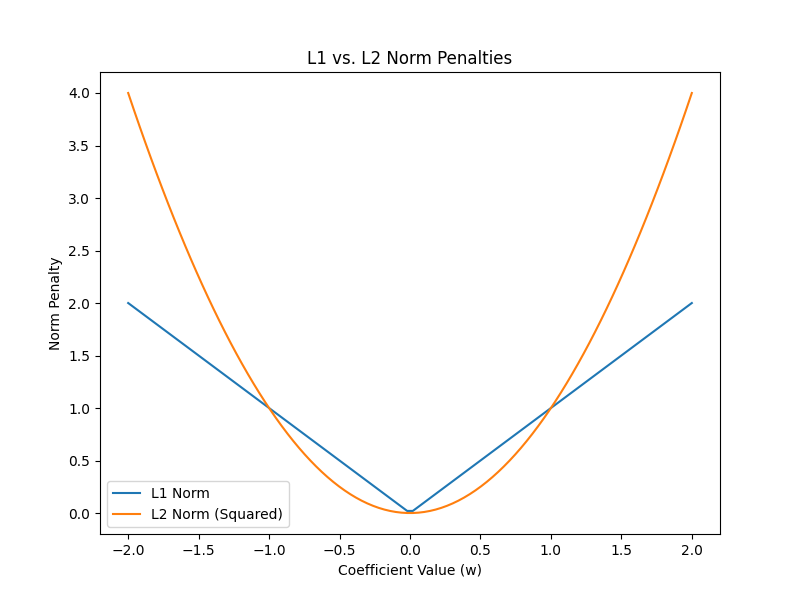 L1 vs. L2 Norm Penalties
4.0
3.5
3.0
2.5
2.0
1.5
1.0
0.5
0.0
Norm Penalty
L1 Norm
L2 Norm (Squared)
−2.0 −1.5 −1.0 −0.5 0.0 0.5 1.0 1.5 2.0
Coefficient Value (w)